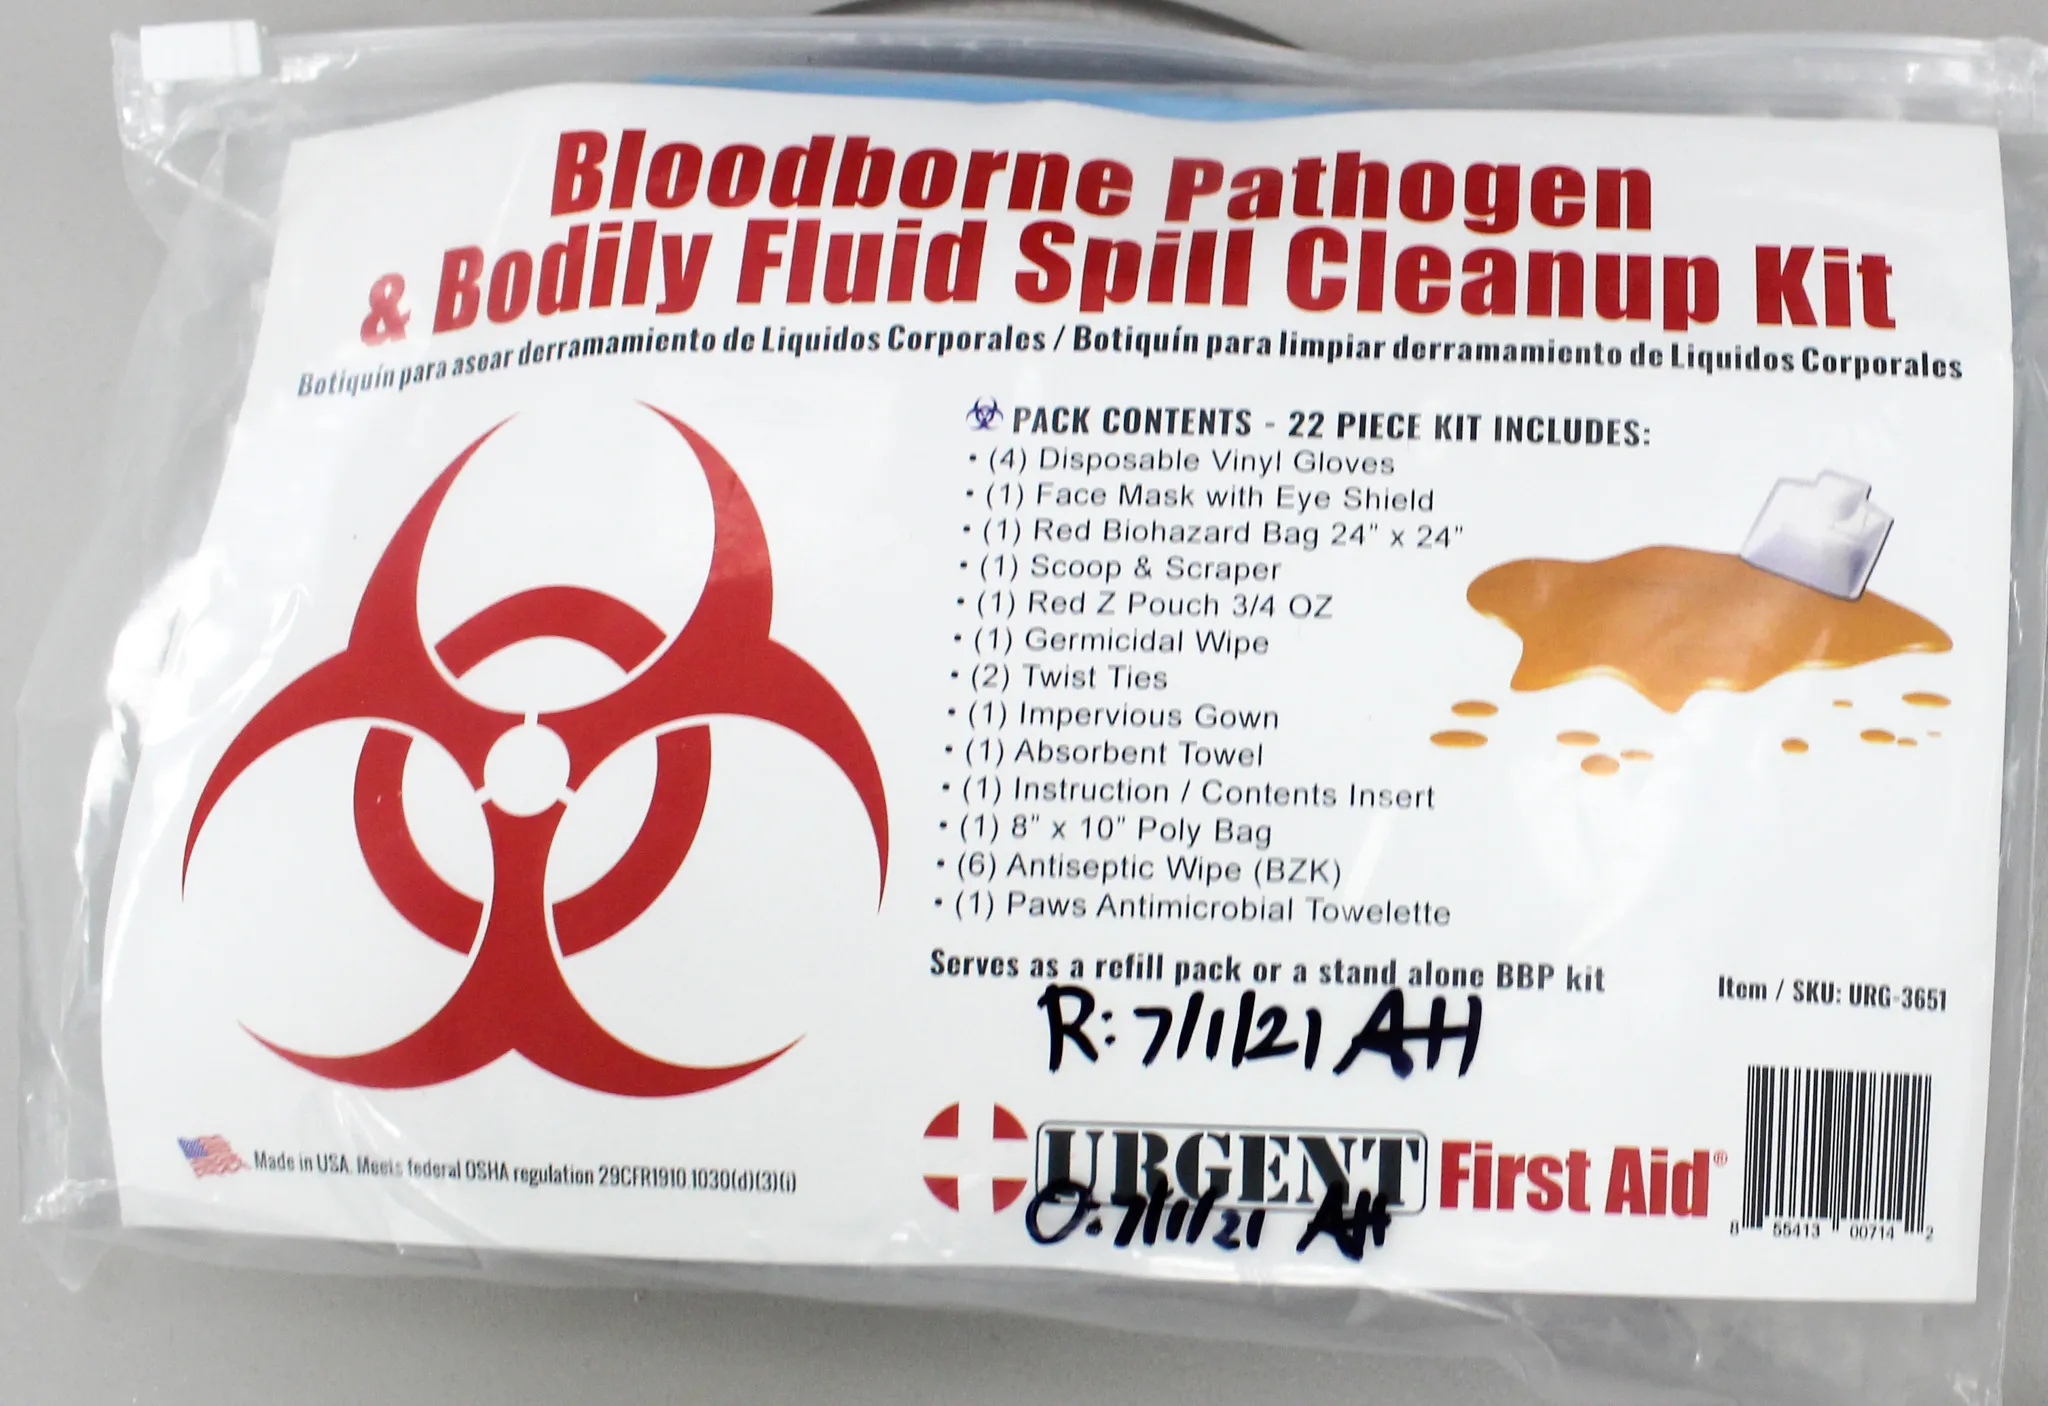 Bloodborne Pathogen
& Bodily Fluid Spill Cleanup Kit
Botiquín para asear derramamiento de Liquidos Corporales / Botiquín para limpiar derramamiento de Liquidos Corporales
PACK CONTENTS - 22 PIECE KIT INCLUDES:
• (4) Disposable Vinyl Gloves
• (1) Face Mask with Eye Shield
• (1) Red Biohazard Bag 24" x 24"
• (1) Scoop & Scraper
• (1) Red Z Pouch 3/4 OZ
• (1) Germicidal Wipe
• (2) Twist Ties
• (1) Impervious Gown
• (1) Absorbent Towel
• (1) Instruction / Contents Insert
• (1) 8" x 10" Poly Bag
• (6) Antiseptic Wipe (BZK)
• (1) Paws Antimicrobial Towelette
Serves as a refill pack or a stand alone BBP kit
Item / SKU: URG-3651
R: 7/1/21 AH
Made in USA. Meets federal OSHA regulation 29CFR1910.1030(d)(3)(i)
URGENT First Aid®
O: 7/1/21 AH
8 55413 00714 2